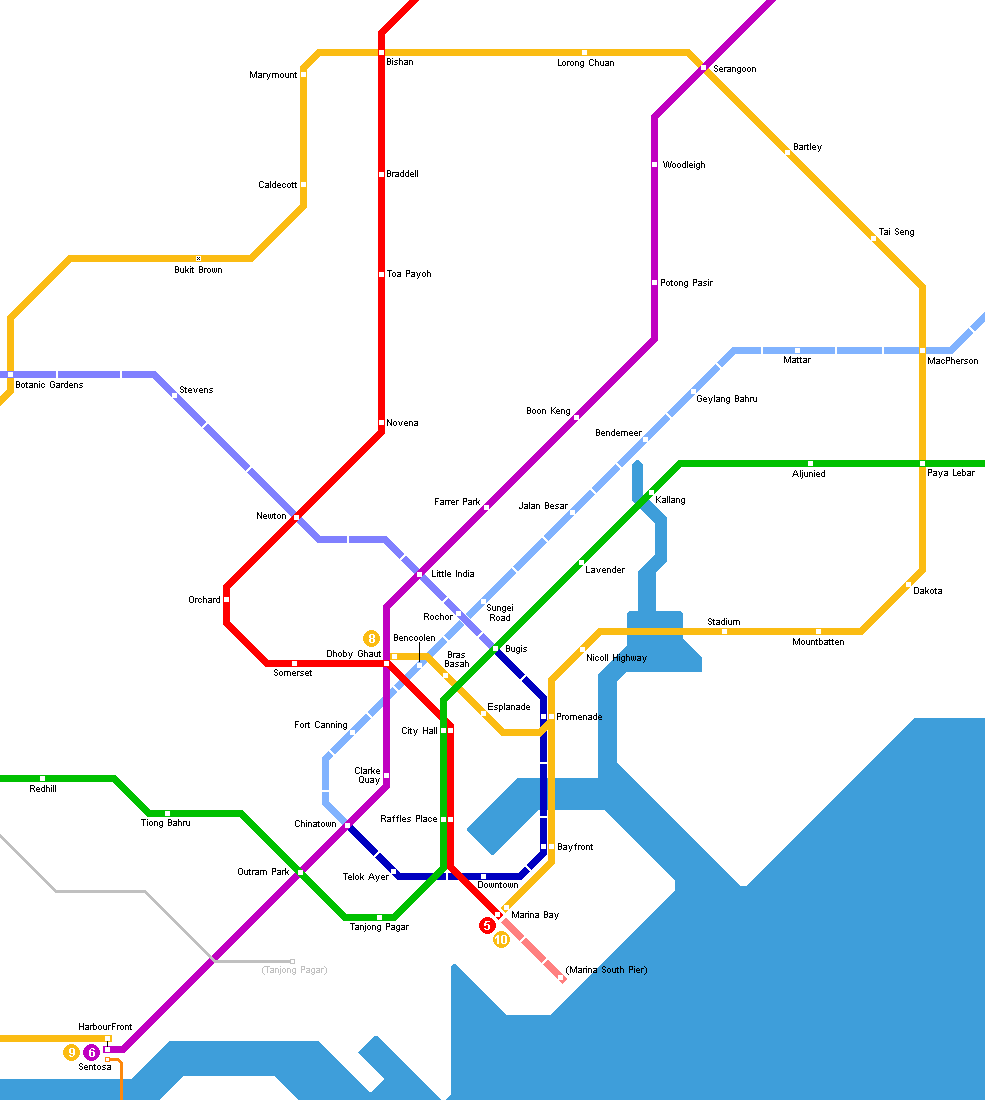 Bishan
Lorong Chuan
Serangoon
Marymount
Bartley
Woodleigh
Braddell
Caldecott
Tai Seng
Bukit Brown
Toa Payoh
Potong Pasir
Mattar
MacPherson
Botanic Gardens
Stevens
Geylang Bahru
Boon Keng
Novena
Bendemeer
Aljunied
Paya Lebar
Farrer Park
Jalan Besar
Kallang
Newton
Little India
Lavender
Dakota
Orchard
Rochor
Sungei
Road
Stadium
8
Bencoolen
Mountbatten
Dhoby Ghaut
Bras
Basah
Bugis
Nicoll Highway
Somerset
Esplanade
Promenade
Fort Canning
City Hall
Clarke
Quay
Redhill
Tiong Bahru
Chinatown
Raffles Place
Bayfront
Outram Park
Telok Ayer
Downtown
Marina Bay
5
Tanjong Pagar
10
(Tanjong Pagar)
(Marina South Pier)
HarbourFront
9
6
Sentosa